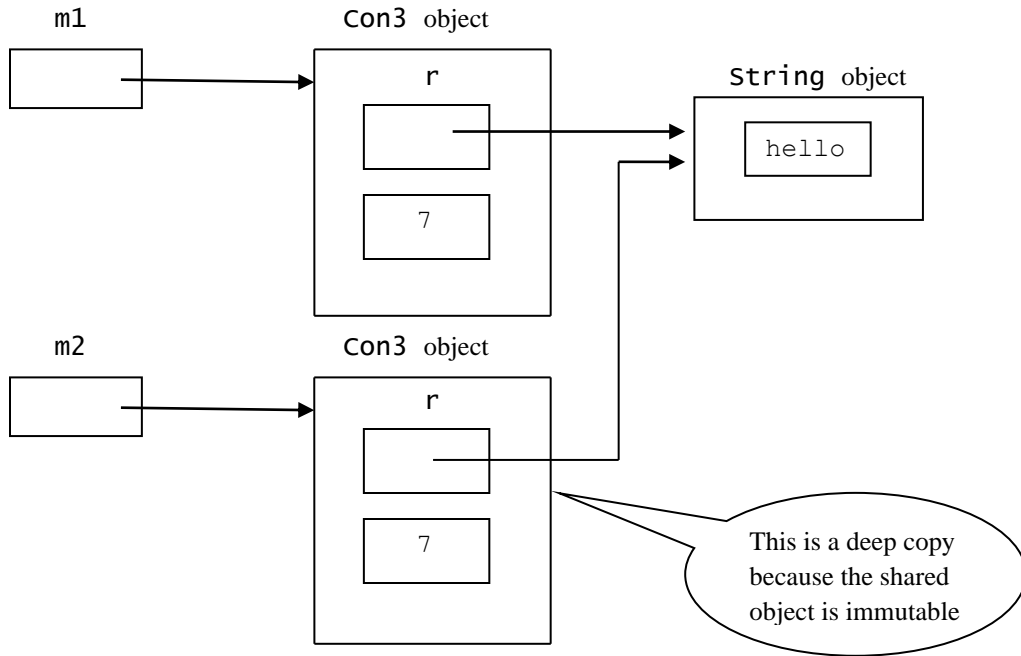 m1
Con3 object
r
7
String object
hello
m2
Con3 object
r
7
This is a deep copy
because the shared
object is immutable